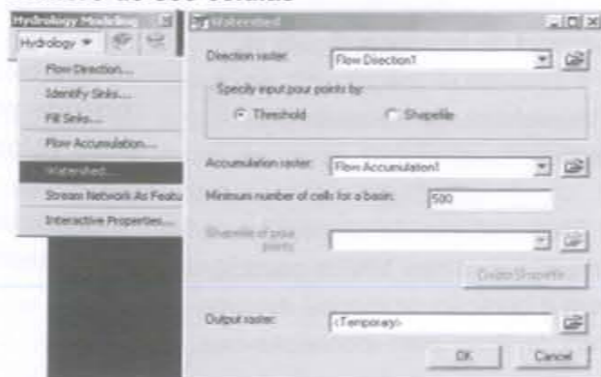 Hydrology Modeling
Hydrology
Flow Direction...
Identify Sinks...
Fill Sinks...
Flow Accumulation...
Watershed...
Stream Network As Featu
Interactive Properties...
Watershed
Direction raster: Flow Direction1
Specify input pour points by:
Threshold Shapefile
Accumulation raster: Flow Accumulation1
Minimum number of cells for a basin: 500
Shapefile of pour
points:
Output raster: <Temporary>
OK Cancel